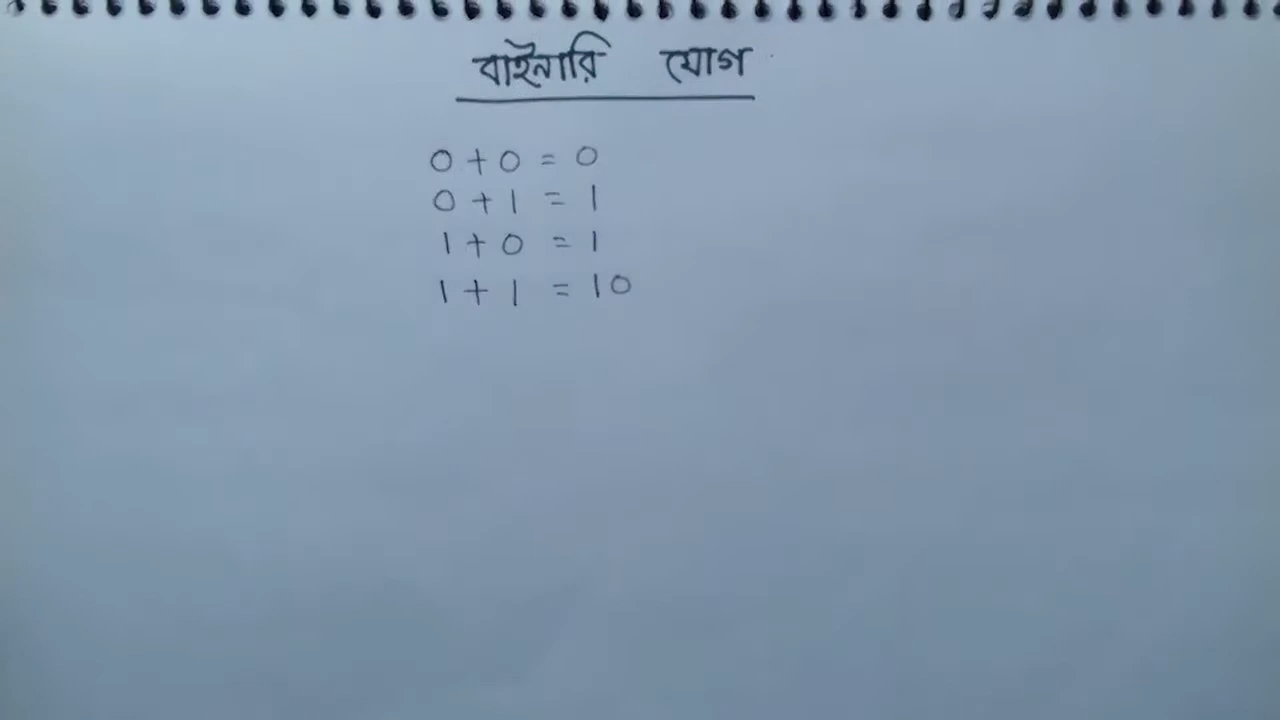 বাইনারি যোগ
0 + 0 = 0
0 + 1 = 1
1 + 0 = 1
1 + 1 = 10